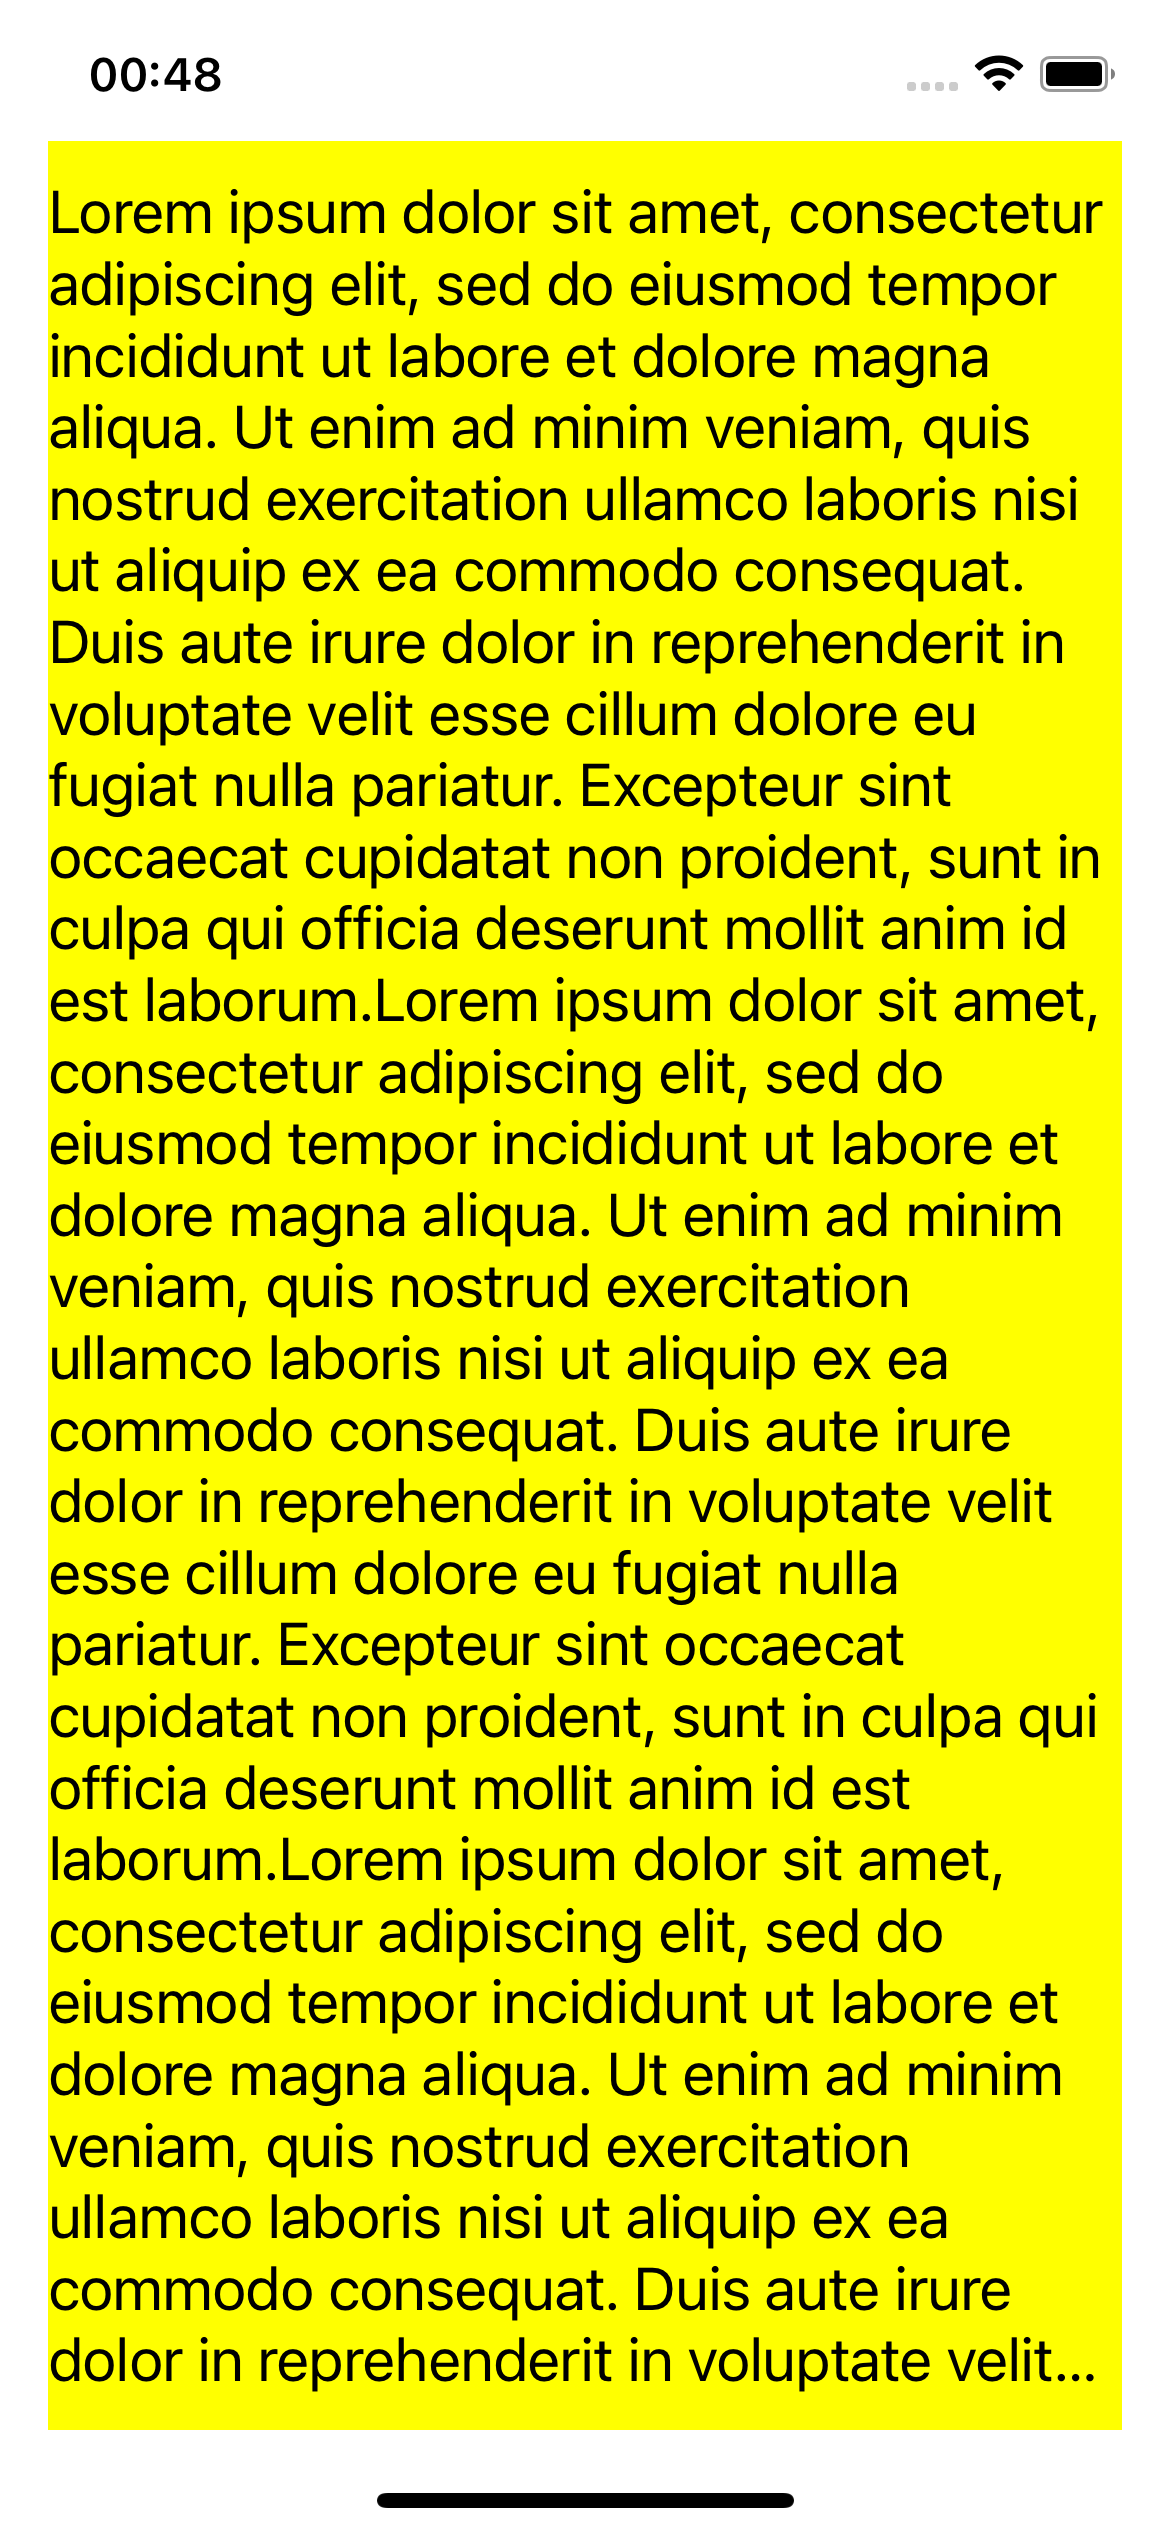 00:48
Lorem ipsum dolor sit amet, consectetur
adipiscing elit, sed do eiusmod tempor
incididunt ut labore et dolore magna
aliqua. Ut enim ad minim veniam, quis
nostrud exercitation ullamco laboris nisi
ut aliquip ex ea commodo consequat.
Duis aute irure dolor in reprehenderit in
voluptate velit esse cillum dolore eu
fugiat nulla pariatur. Excepteur sint
occaecat cupidatat non proident, sunt in
culpa qui officia deserunt mollit anim id
est laborum.Lorem ipsum dolor sit amet,
consectetur adipiscing elit, sed do
eiusmod tempor incididunt ut labore et
dolore magna aliqua. Ut enim ad minim
veniam, quis nostrud exercitation
ullamco laboris nisi ut aliquip ex ea
commodo consequat. Duis aute irure
dolor in reprehenderit in voluptate velit
esse cillum dolore eu fugiat nulla
pariatur. Excepteur sint occaecat
cupidatat non proident, sunt in culpa qui
officia deserunt mollit anim id est
laborum.Lorem ipsum dolor sit amet,
consectetur adipiscing elit, sed do
eiusmod tempor incididunt ut labore et
dolore magna aliqua. Ut enim ad minim
veniam, quis nostrud exercitation
ullamco laboris nisi ut aliquip ex ea
commodo consequat. Duis aute irure
dolor in reprehenderit in voluptate velit...